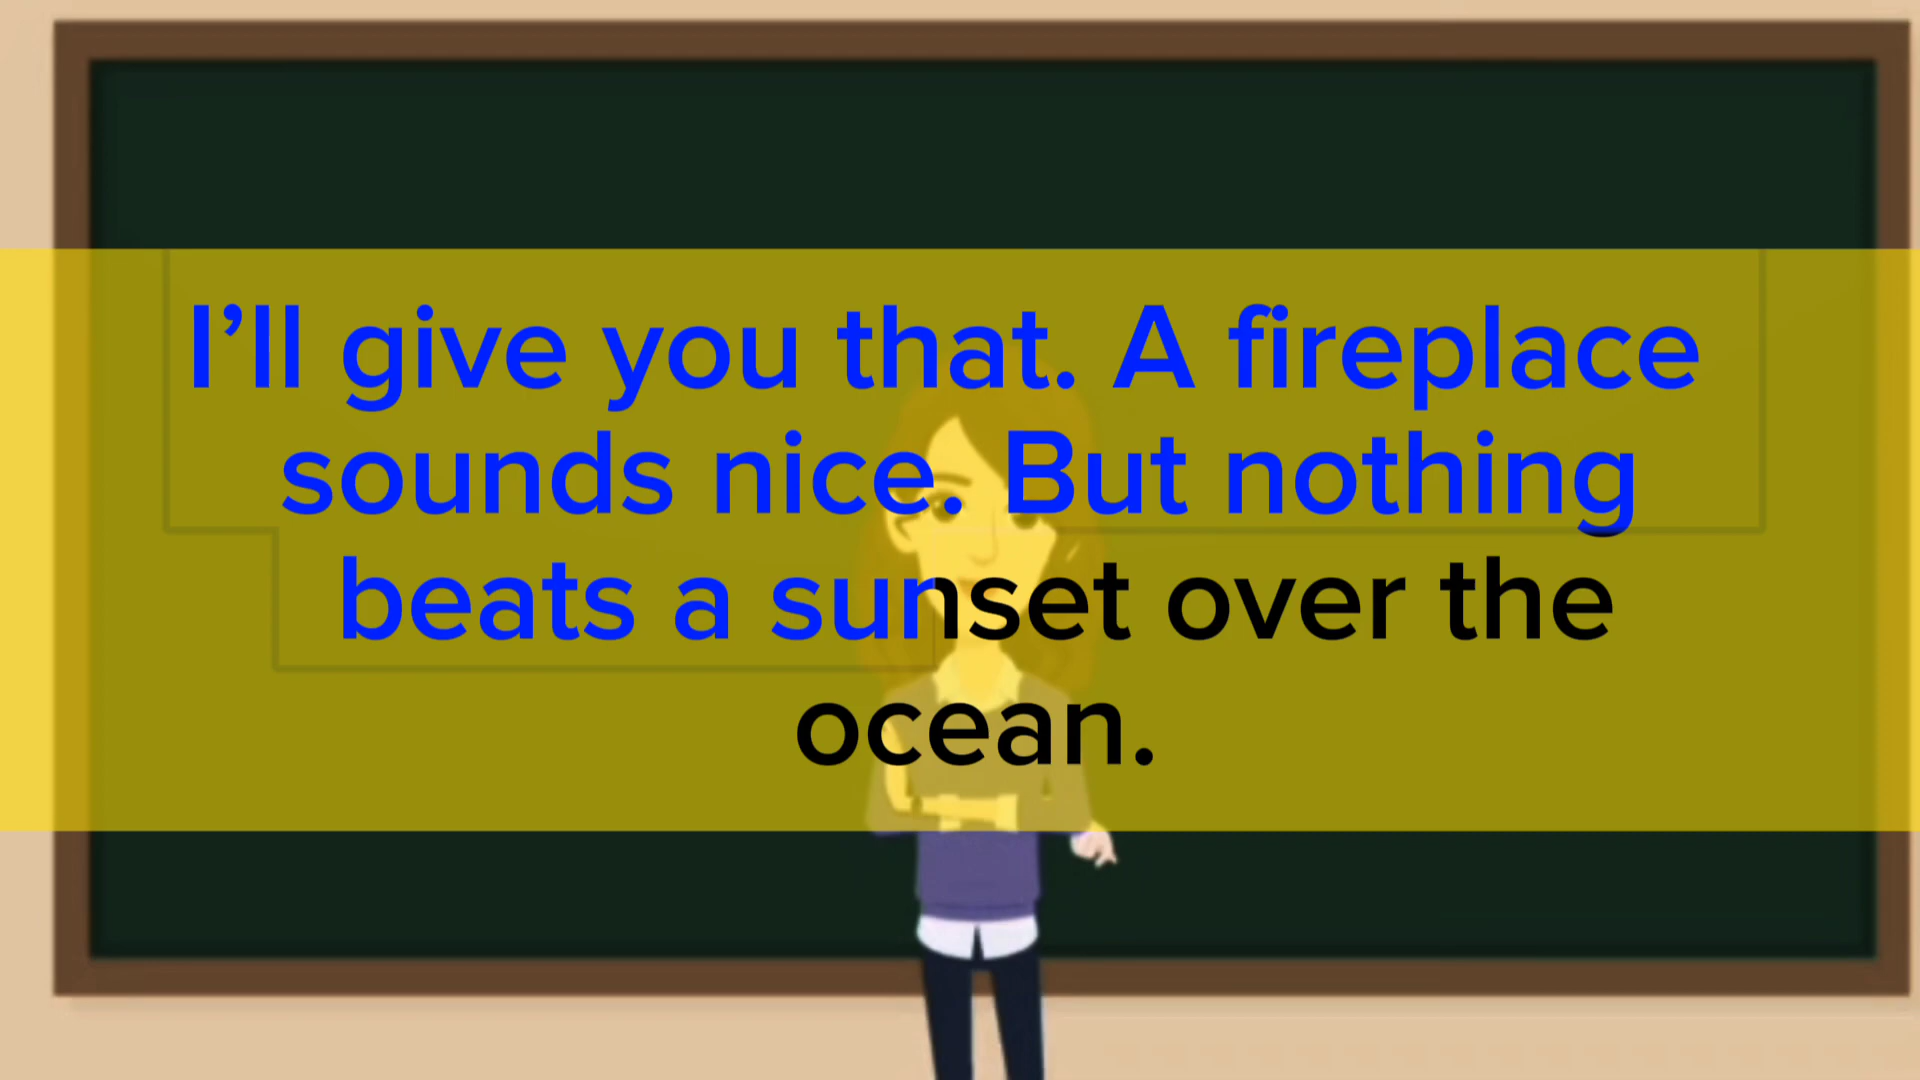 I’ll give you that. A fireplace
sounds nice. But nothing
beats a sunset over the
ocean.